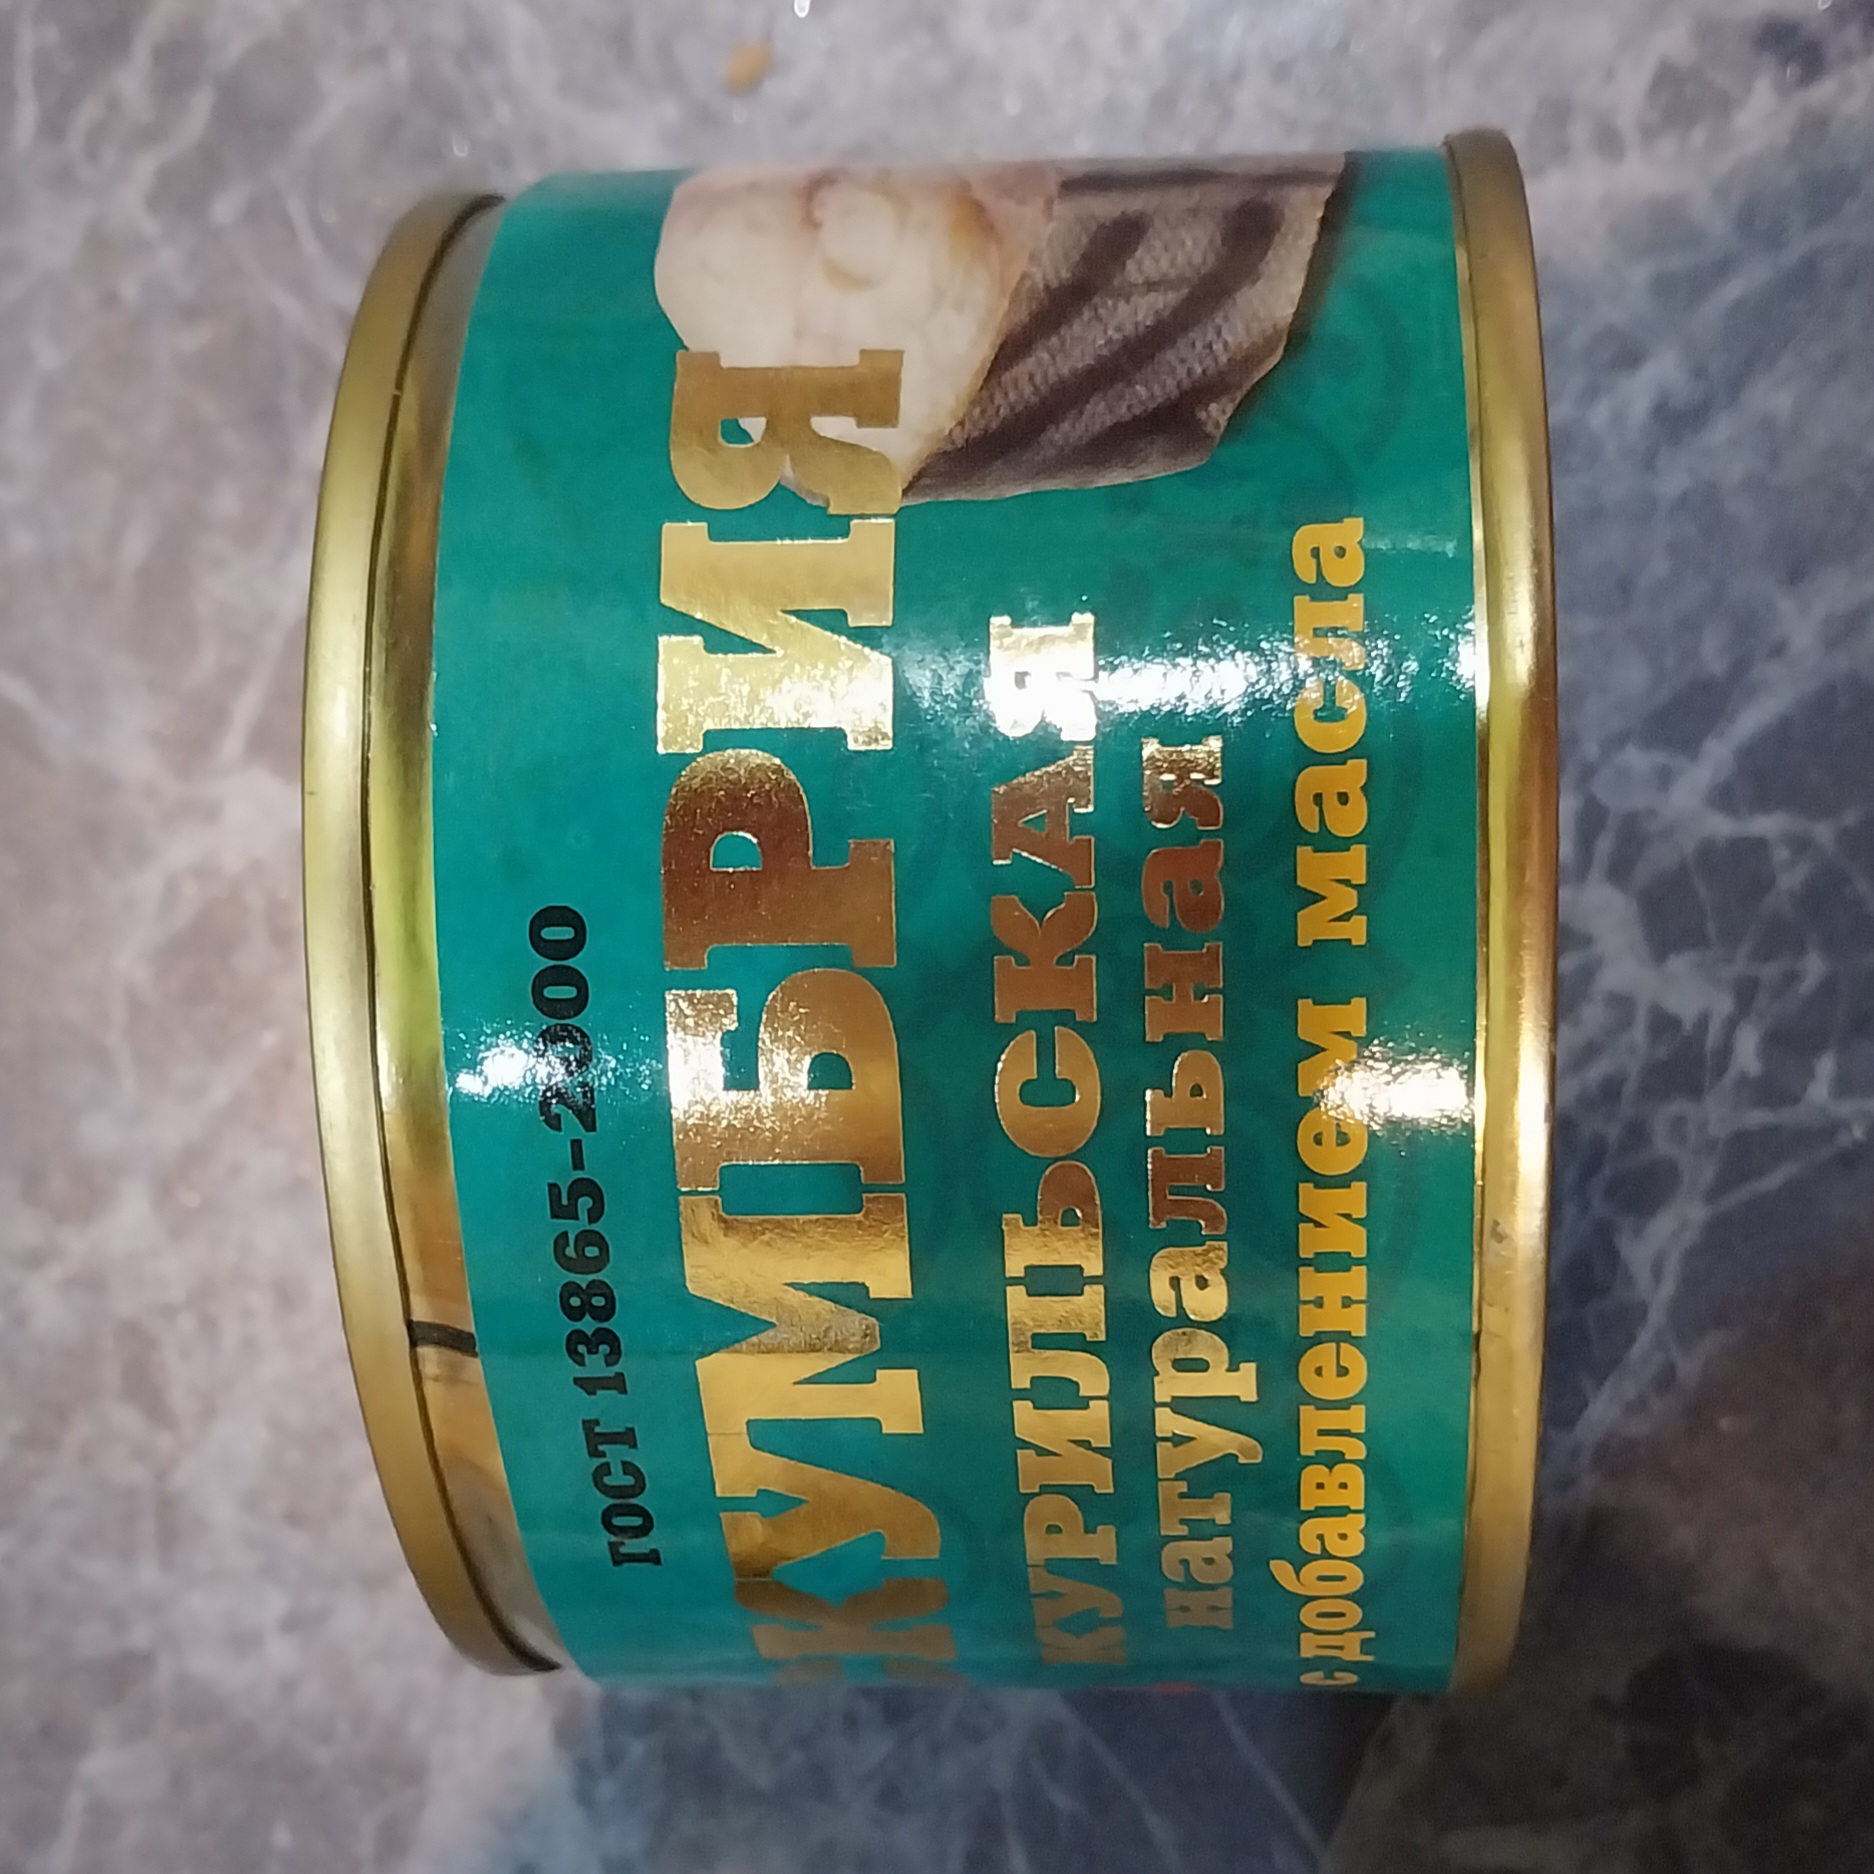 ГОСТ 13865-2000
СКУМБРИЯ
КУРИЛЬСКАЯ
натуральная
с добавлением масла